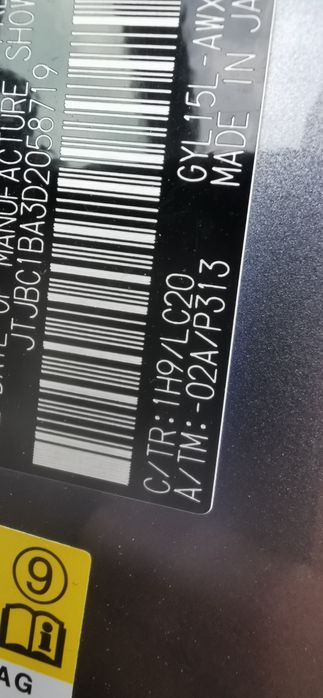 MANUFACTURE SHOW
JTJBC1BA3D2058719
GYL15L-AWX
MADE IN JA
C/TR:1H9/LC20
A/TM:-02A/P313
9
i
AG